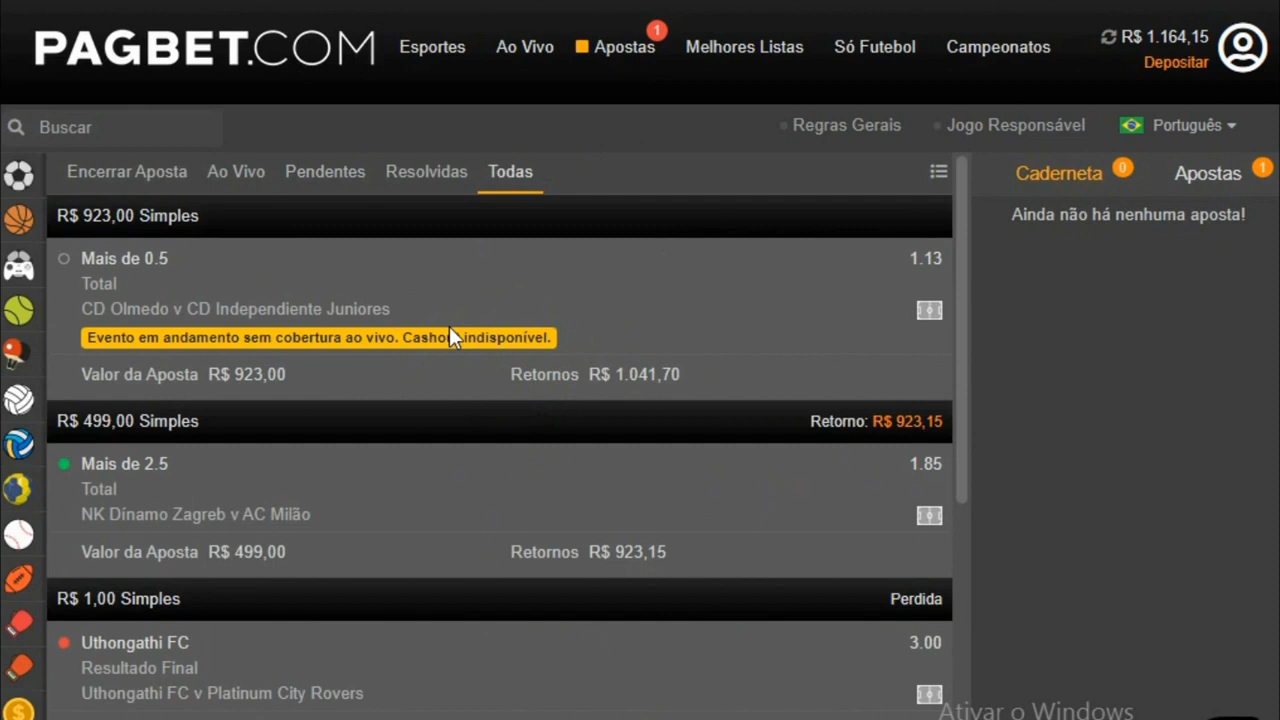 PAGBET.COM
Esportes Ao Vivo Apostas 1 Melhores Listas Só Futebol Campeonatos
R$ 1.164,15
Depositar
Buscar
Regras Gerais Jogo Responsável Português
Encerrar Aposta Ao Vivo Pendentes Resolvidas Todas
Caderneta 0 Apostas 1
Ainda não há nenhuma aposta!
R$ 923,00 Simples
Mais de 0.5 1.13
Total
CD Olmedo v CD Independiente Juniores
Evento em andamento sem cobertura ao vivo. Cashout indisponível.
Valor da Aposta R$ 923,00 Retornos R$ 1.041,70
R$ 499,00 Simples Retorno: R$ 923,15
Mais de 2.5 1.85
Total
NK Dínamo Zagreb v AC Milão
Valor da Aposta R$ 499,00 Retornos R$ 923,15
R$ 1,00 Simples Perdida
Uthongathi FC 3.00
Resultado Final
Uthongathi FC v Platinum City Rovers
Ativar o Windows